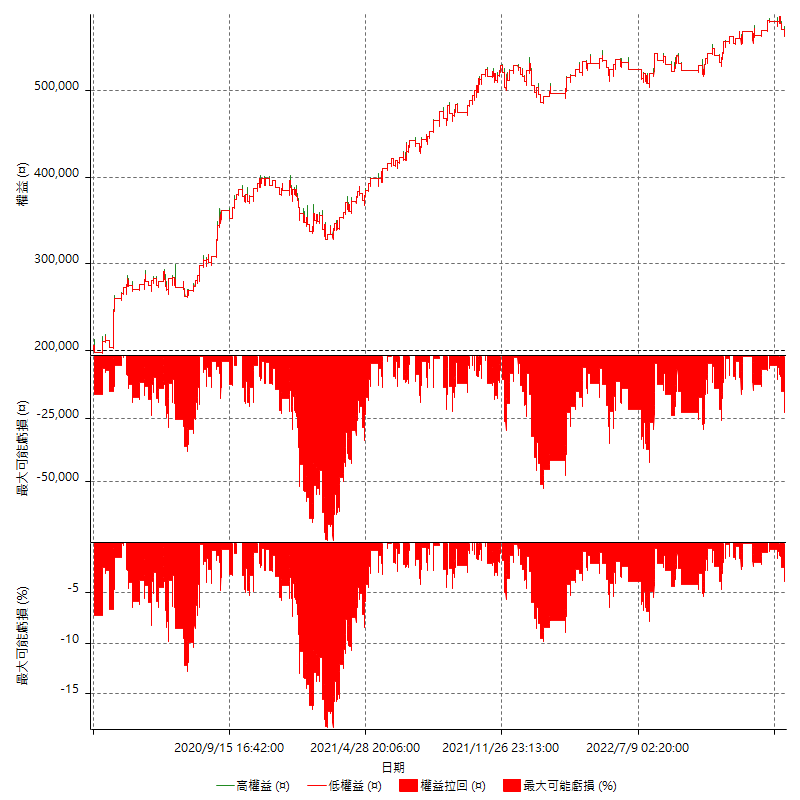 500,000
400,000
300,000
200,000
權益 (¤)
-25,000
-50,000
最大可能虧損 (¤)
-5
-10
-15
最大可能虧損 (%)
2020/9/15 16:42:00
2021/4/28 20:06:00
2021/11/26 23:13:00
2022/7/9 02:20:00
日期
高權益 (¤)
低權益 (¤)
權益拉回 (¤)
最大可能虧損 (%)